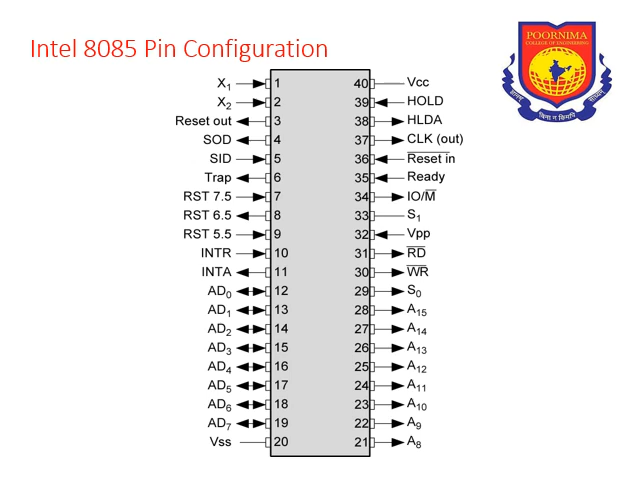 Intel 8085 Pin Configuration
POORNIMA
COLLEGE OF ENGINEERING
X₁ 1 40 Vcc
X₂ 2 39 HOLD
Reset out 3 38 HLDA
SOD 4 37 CLK (out)
SID 5 36 R̅e̅s̅e̅t̅ ̅i̅n̅
Trap 6 35 Ready
RST 7.5 7 34 IO/M̅
RST 6.5 8 33 S₁
RST 5.5 9 32 Vpp
INTR 10 31 R̅D̅
INTA 11 30 W̅R̅
AD₀ 12 29 S₀
AD₁ 13 28 A₁₅
AD₂ 14 27 A₁₄
AD₃ 15 26 A₁₃
AD₄ 16 25 A₁₂
AD₅ 17 24 A₁₁
AD₆ 18 23 A₁₀
AD₇ 19 22 A₉
Vss 20 21 A₈